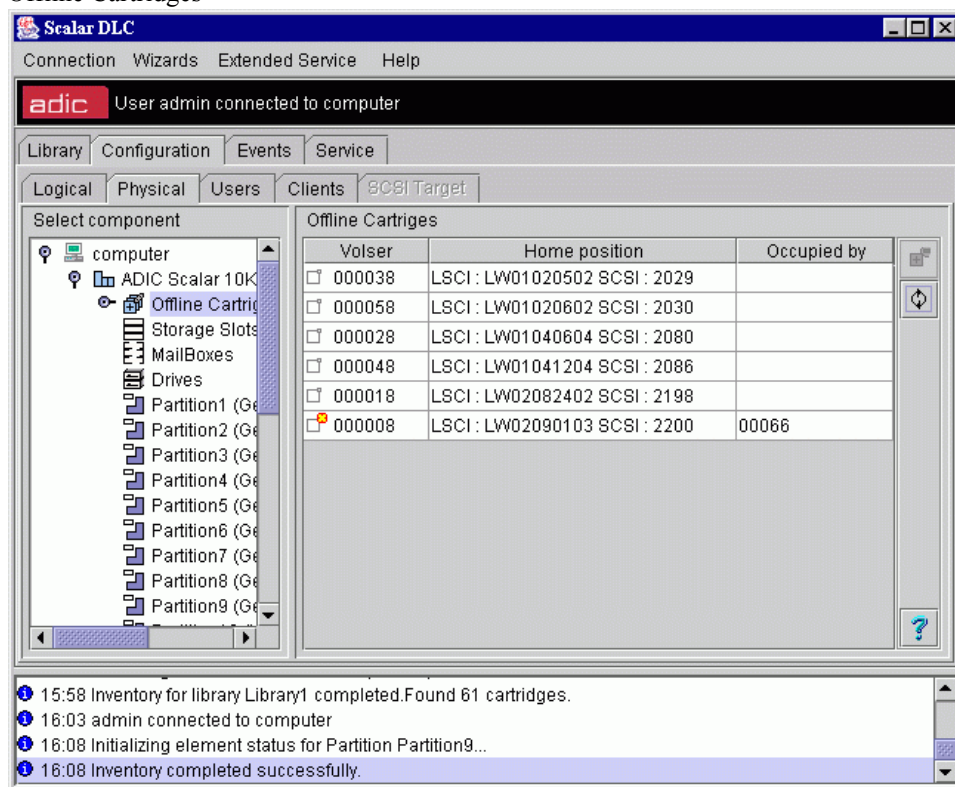 Offline Cartridges
Scalar DLC
Connection Wizards Extended Service Help
adic User admin connected to computer
Library Configuration Events Service
Logical Physical Users Clients SCSI Target
Select component
Offline Cartriges
computer
ADIC Scalar 10K
Offline Cartrig
Storage Slots
MailBoxes
Drives
Partition1 (Ge
Partition2 (Ge
Partition3 (Ge
Partition4 (Ge
Partition5 (Ge
Partition6 (Ge
Partition7 (Ge
Partition8 (Ge
Partition9 (Ge
Volser Home position Occupied by
000038 LSCI : LW01020502 SCSI : 2029
000058 LSCI : LW01020602 SCSI : 2030
000028 LSCI : LW01040604 SCSI : 2080
000048 LSCI : LW01041204 SCSI : 2086
000018 LSCI : LW02082402 SCSI : 2198
000008 LSCI : LW02090103 SCSI : 2200 00066
15:58 Inventory for library Library1 completed.Found 61 cartridges.
16:03 admin connected to computer
16:08 Initializing element status for Partition Partition9...
16:08 Inventory completed successfully.